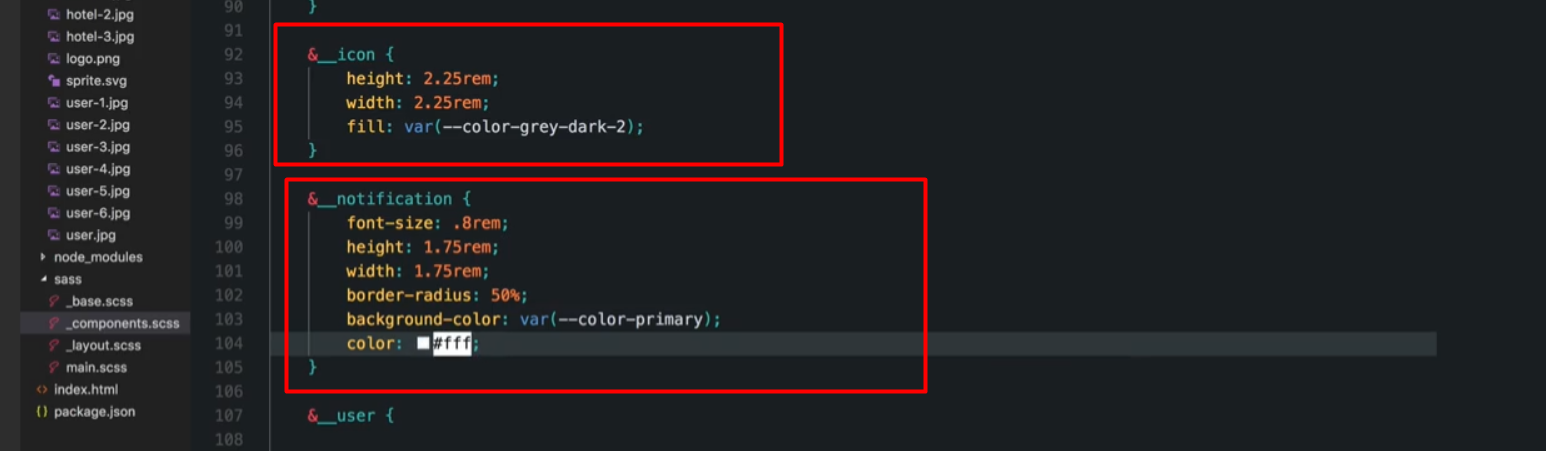 hotel-2.jpg
hotel-3.jpg
logo.png
sprite.svg
user-1.jpg
user-2.jpg
user-3.jpg
user-4.jpg
user-5.jpg
user-6.jpg
user.jpg
node_modules
sass
_base.scss
_components.scss
_layout.scss
main.scss
index.html
{} package.json
90 }
91
92 &__icon {
93 height: 2.25rem;
94 width: 2.25rem;
95 fill: var(--color-grey-dark-2);
96 }
97
98 &__notification {
99 font-size: .8rem;
100 height: 1.75rem;
101 width: 1.75rem;
102 border-radius: 50%;
103 background-color: var(--color-primary);
104 color: #fff;
105 }
106
107 &__user {
108